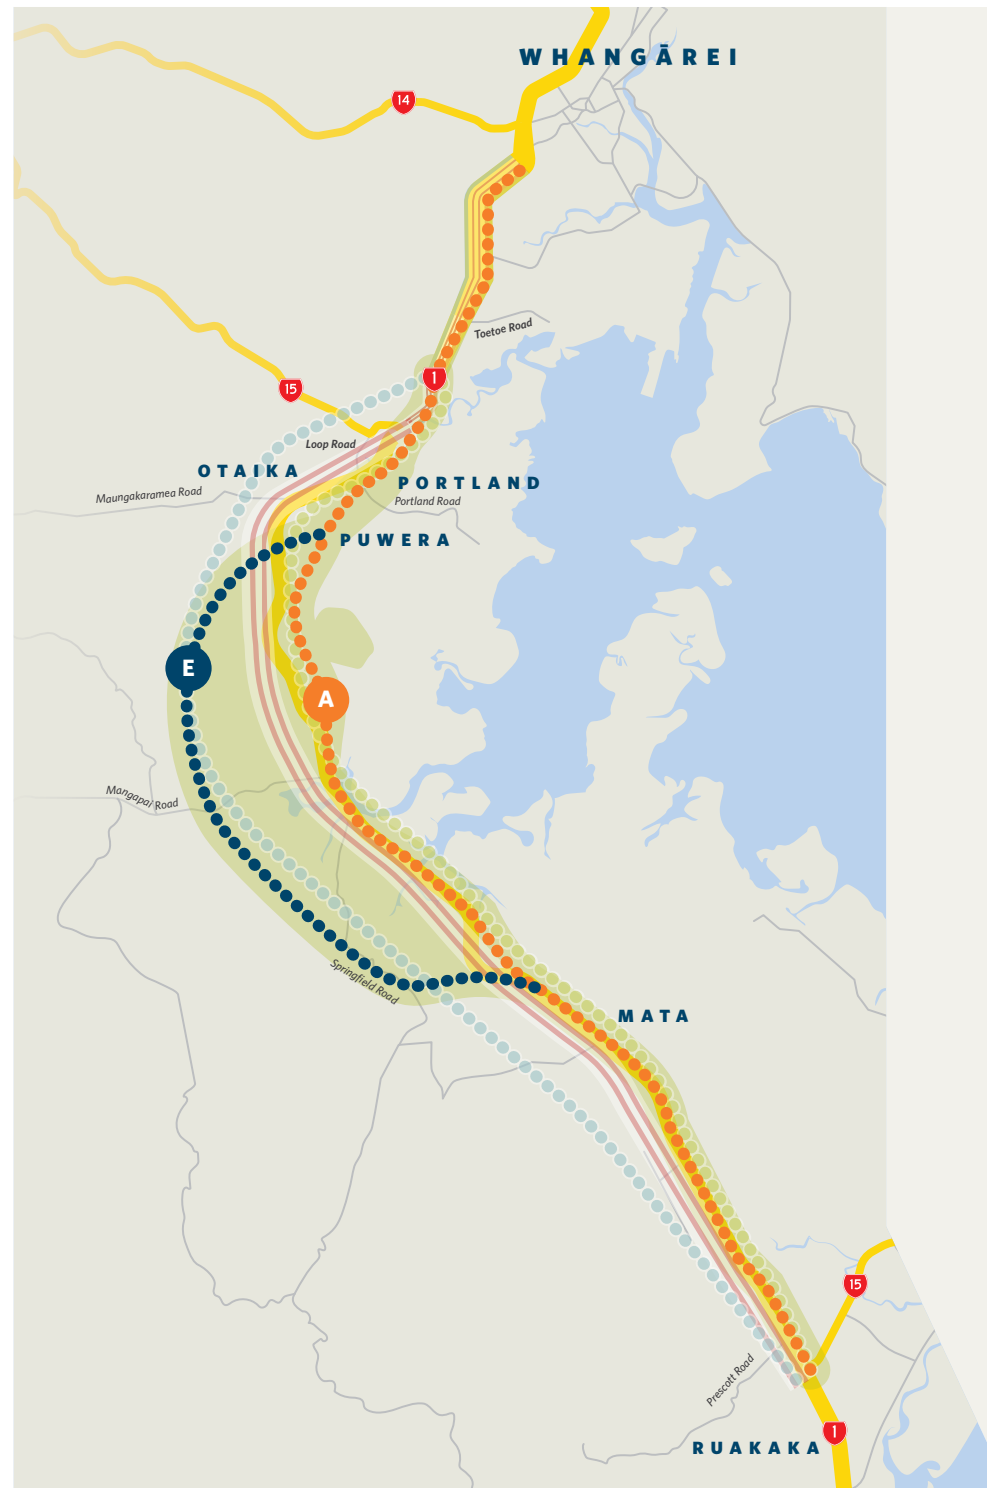 WHANGĀREI
14
Toetoe Road
1
15
Loop Road
OTAIKA
PORTLAND
Maungakaramea Road
Portland Road
PUWERA
E
A
Mangapai Road
Springfield Road
MATA
15
Prescott Road
1
RUAKAKA